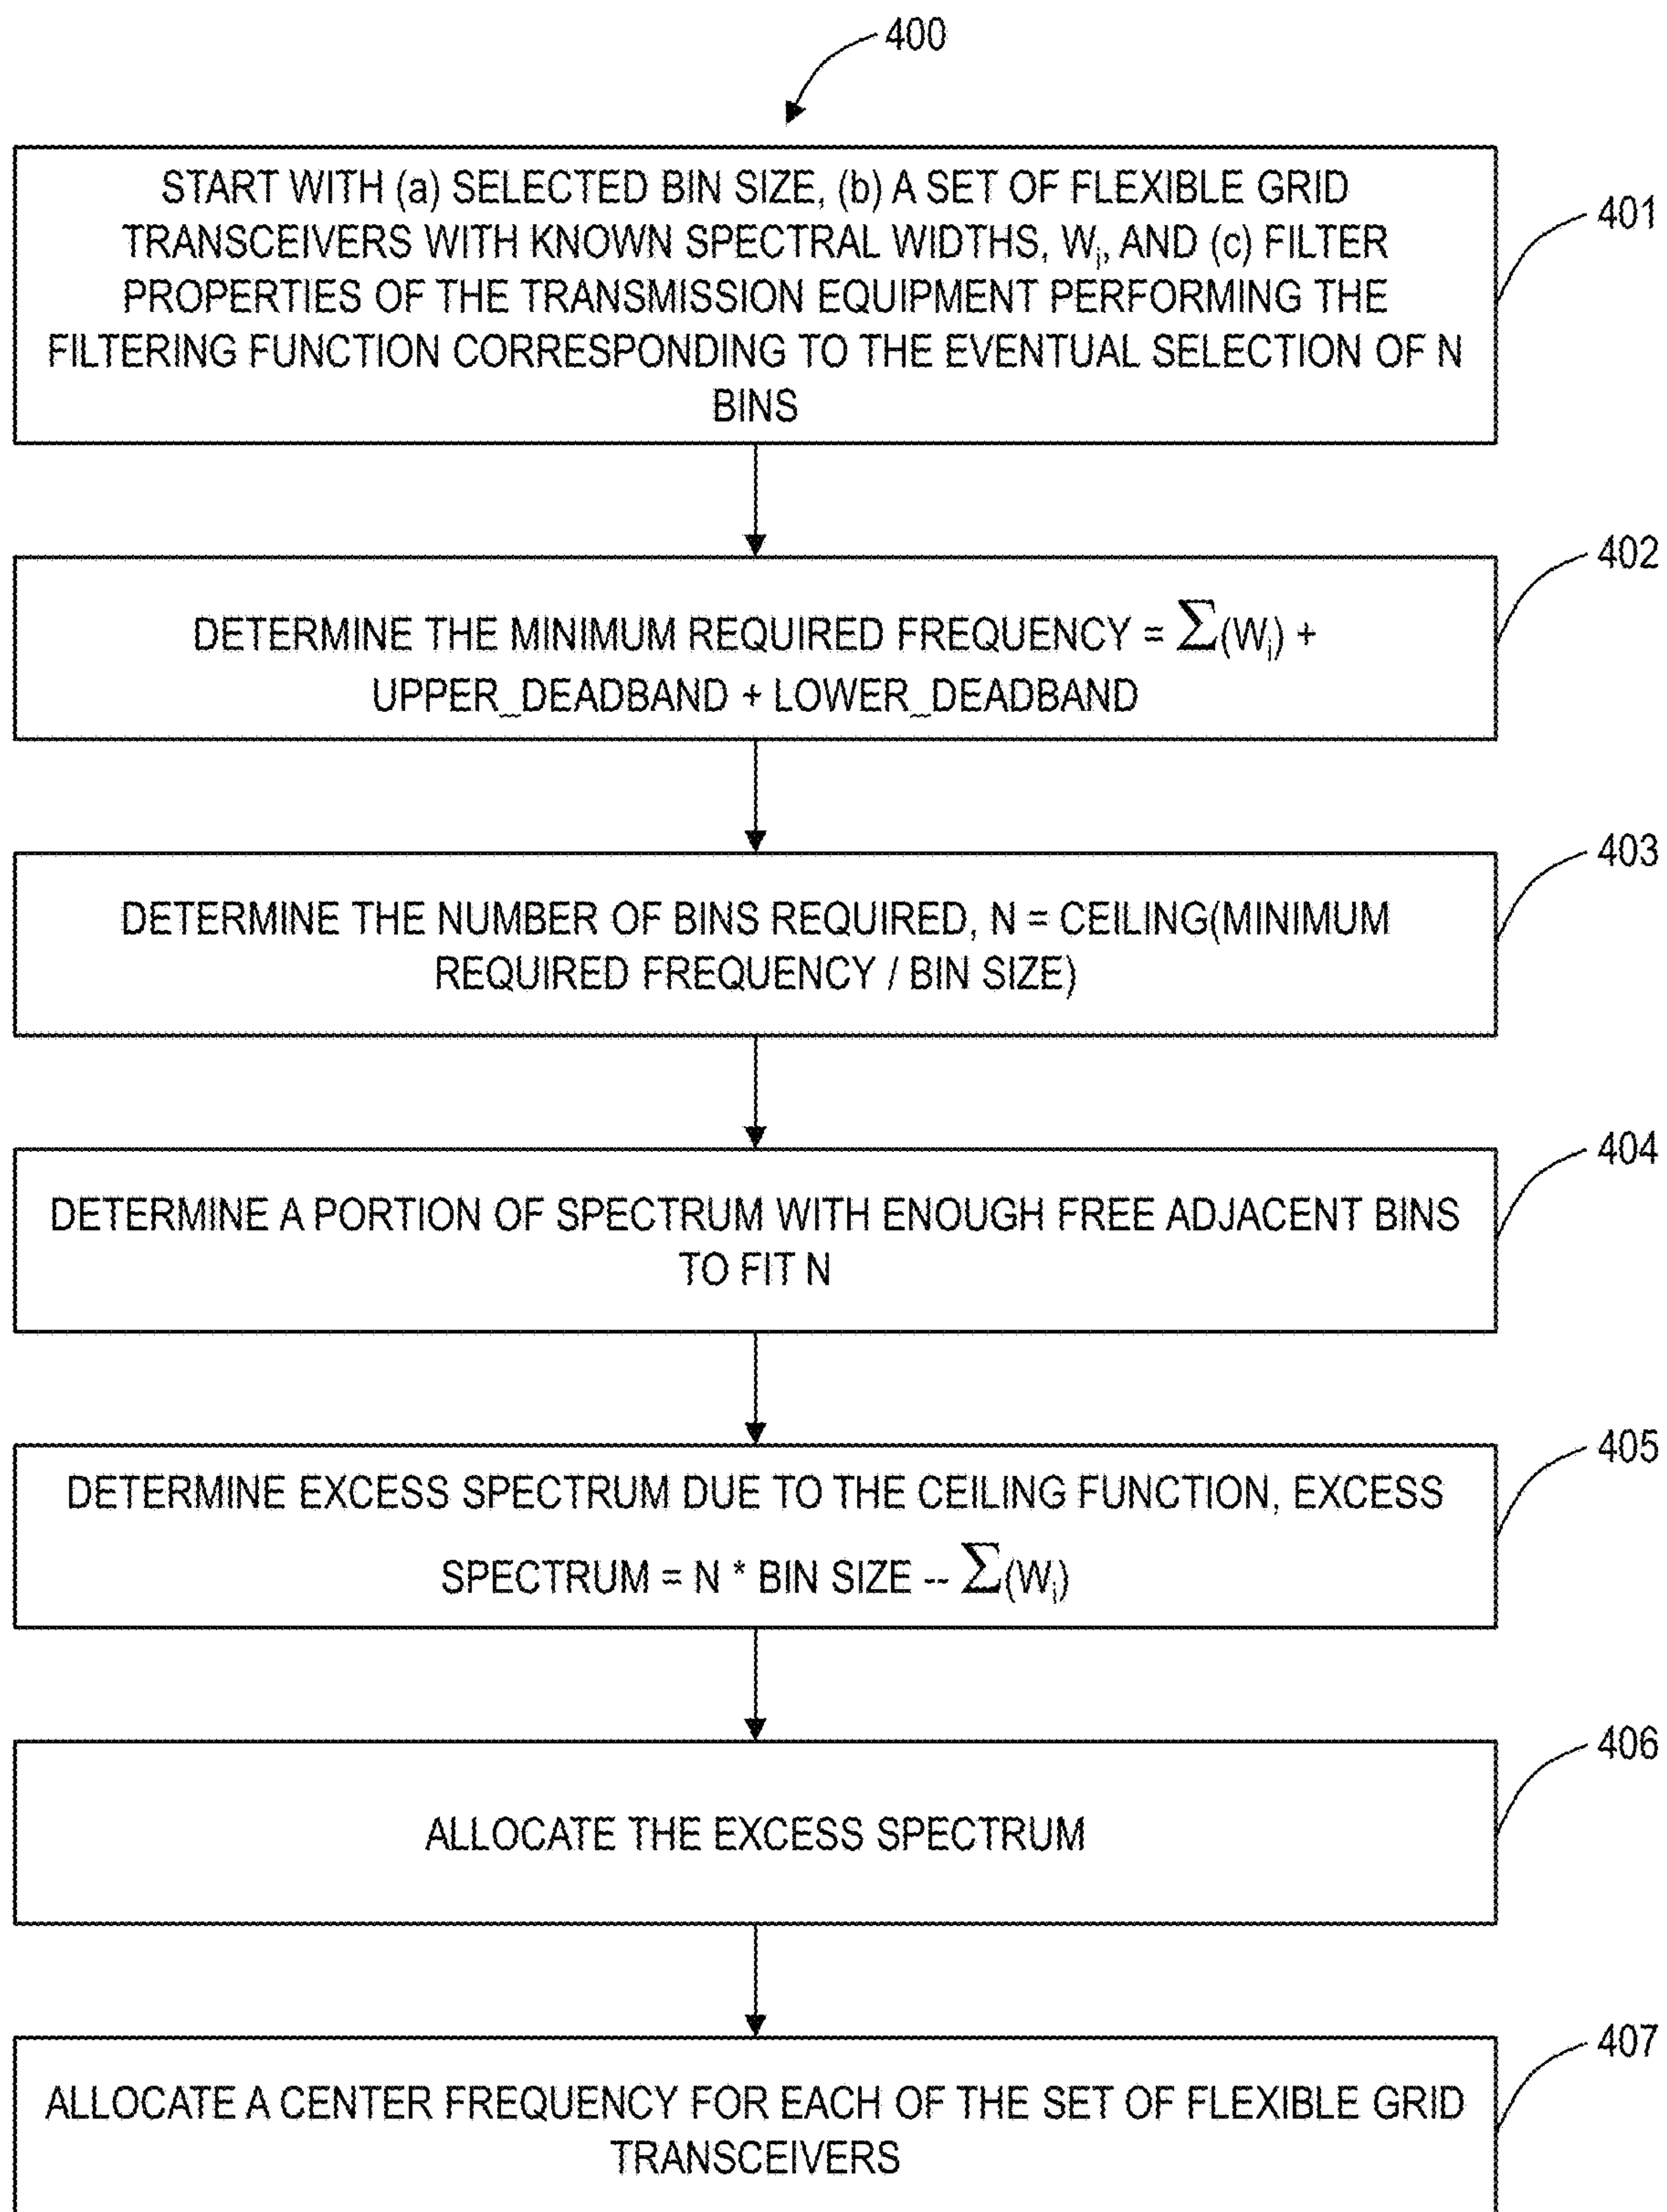 400
START WITH (a) SELECTED BIN SIZE, (b) A SET OF FLEXIBLE GRID
TRANSCEIVERS WITH KNOWN SPECTRAL WIDTHS, Wi, AND (c) FILTER
PROPERTIES OF THE TRANSMISSION EQUIPMENT PERFORMING THE
FILTERING FUNCTION CORRESPONDING TO THE EVENTUAL SELECTION OF N
BINS
401
DETERMINE THE MINIMUM REQUIRED FREQUENCY = Σ(Wi) +
UPPER_DEADBAND + LOWER_DEADBAND
402
DETERMINE THE NUMBER OF BINS REQUIRED, N = CEILING(MINIMUM
REQUIRED FREQUENCY / BIN SIZE)
403
DETERMINE A PORTION OF SPECTRUM WITH ENOUGH FREE ADJACENT BINS
TO FIT N
404
DETERMINE EXCESS SPECTRUM DUE TO THE CEILING FUNCTION, EXCESS
SPECTRUM = N * BIN SIZE -- Σ(Wi)
405
ALLOCATE THE EXCESS SPECTRUM
406
ALLOCATE A CENTER FREQUENCY FOR EACH OF THE SET OF FLEXIBLE GRID
TRANSCEIVERS
407